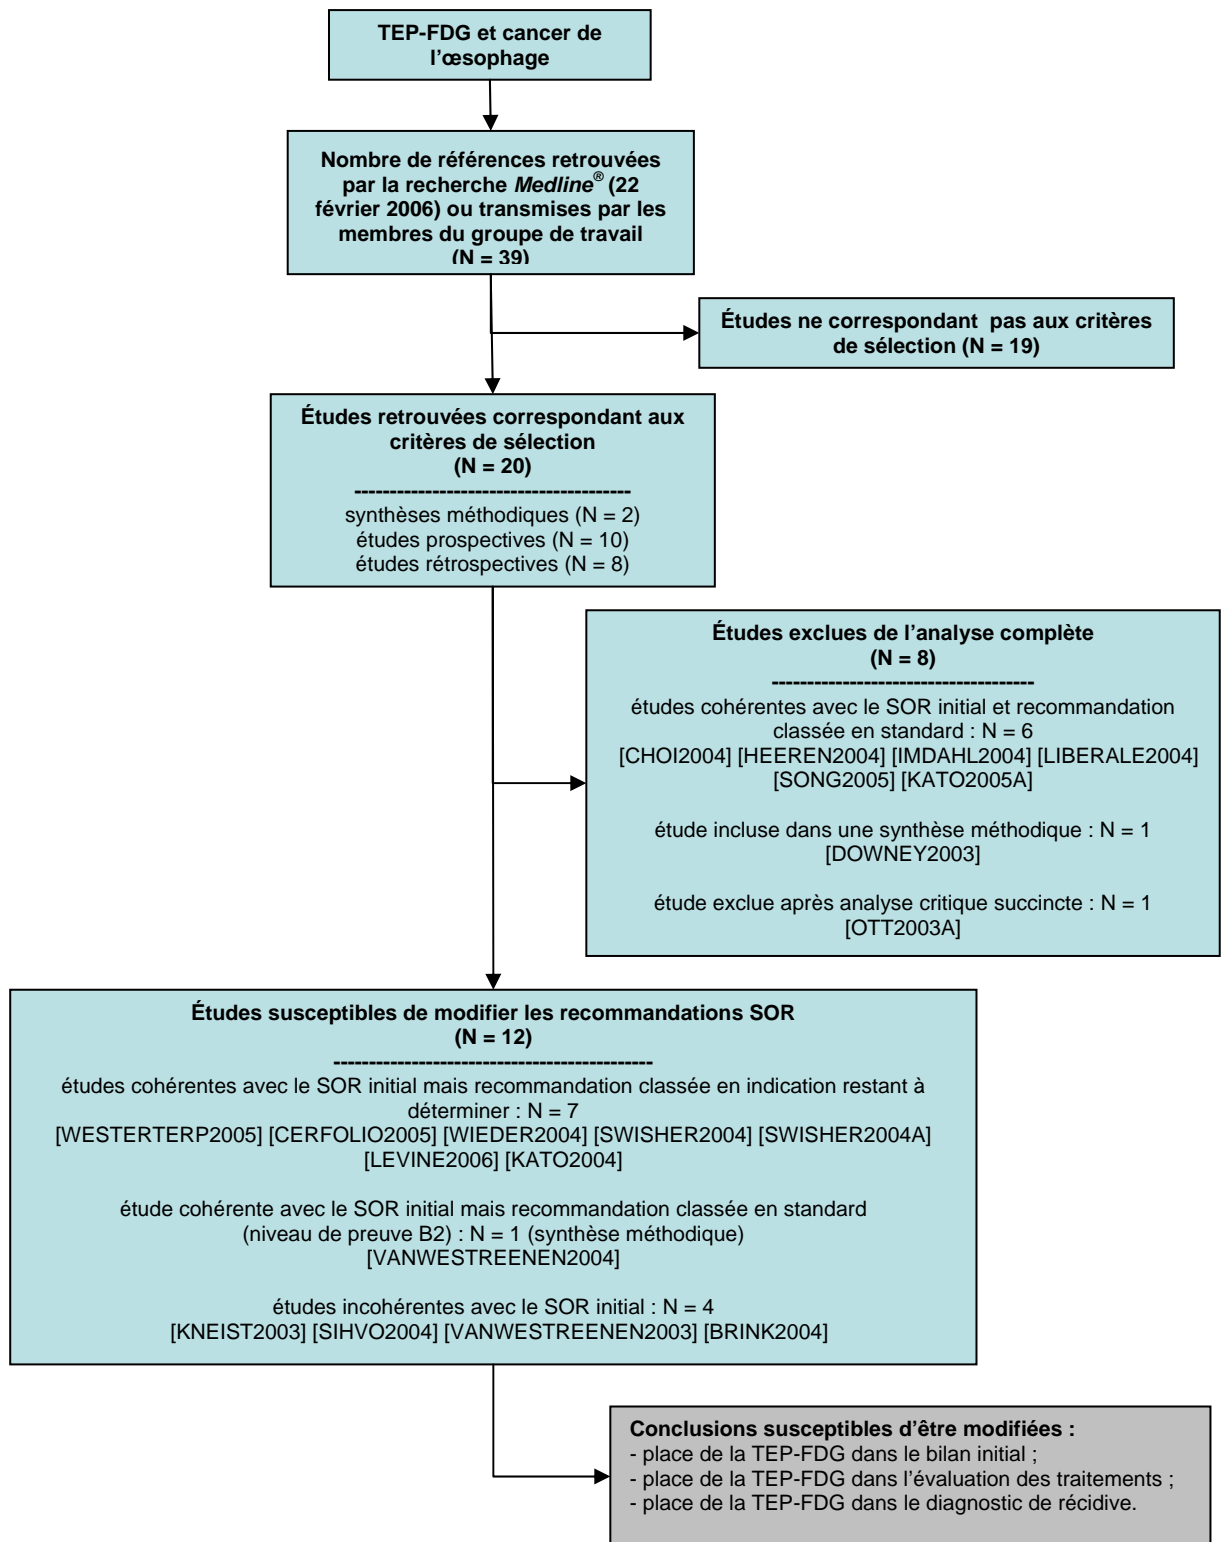 TEP-FDG et cancer de
l'œsophage
Nombre de références retrouvées
par la recherche Medline® (22
février 2006) ou transmises par les
membres du groupe de travail
(N = 39)
Études ne correspondant pas aux critères
de sélection (N = 19)
Études retrouvées correspondant aux
critères de sélection
(N = 20)
---------------------------------------
synthèses méthodiques (N = 2)
études prospectives (N = 10)
études rétrospectives (N = 8)
Études exclues de l'analyse complète
(N = 8)
-------------------------------------
études cohérentes avec le SOR initial et recommandation
classée en standard : N = 6
[CHOI2004] [HEEREN2004] [IMDAHL2004] [LIBERALE2004]
[SONG2005] [KATO2005A]
étude incluse dans une synthèse méthodique : N = 1
[DOWNEY2003]
étude exclue après analyse critique succincte : N = 1
[OTT2003A]
Études susceptibles de modifier les recommandations SOR
(N = 12)
---------------------------------------------
études cohérentes avec le SOR initial mais recommandation classée en indication restant à
déterminer : N = 7
[WESTERTERP2005] [CERFOLIO2005] [WIEDER2004] [SWISHER2004] [SWISHER2004A]
[LEVINE2006] [KATO2004]
étude cohérente avec le SOR initial mais recommandation classée en standard
(niveau de preuve B2) : N = 1 (synthèse méthodique)
[VANWESTREENEN2004]
études incohérentes avec le SOR initial : N = 4
[KNEIST2003] [SIHVO2004] [VANWESTREENEN2003] [BRINK2004]
Conclusions susceptibles d'être modifiées :
- place de la TEP-FDG dans le bilan initial ;
- place de la TEP-FDG dans l'évaluation des traitements ;
- place de la TEP-FDG dans le diagnostic de récidive.